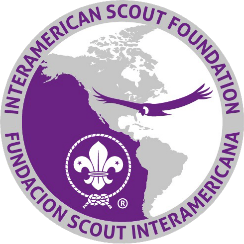 INTERAMERICAN SCOUT FOUNDATION
®
FUNDACION SCOUT INTERAMERICANA